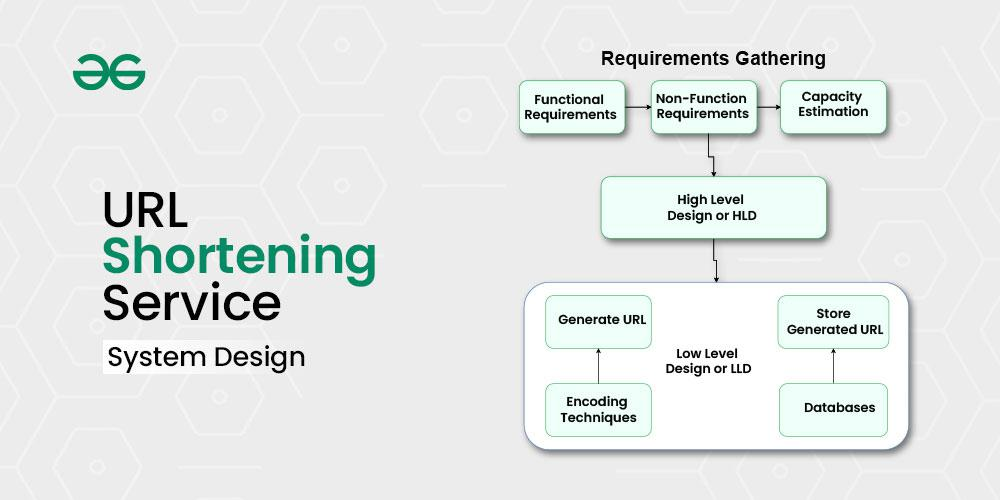 URL
Shortening
Service
System Design
Requirements Gathering
Functional
Requirements
Non-Function
Requirements
Capacity
Estimation
High Level
Design or HLD
Generate URL
Store
Generated URL
Low Level
Design or LLD
Encoding
Techniques
Databases